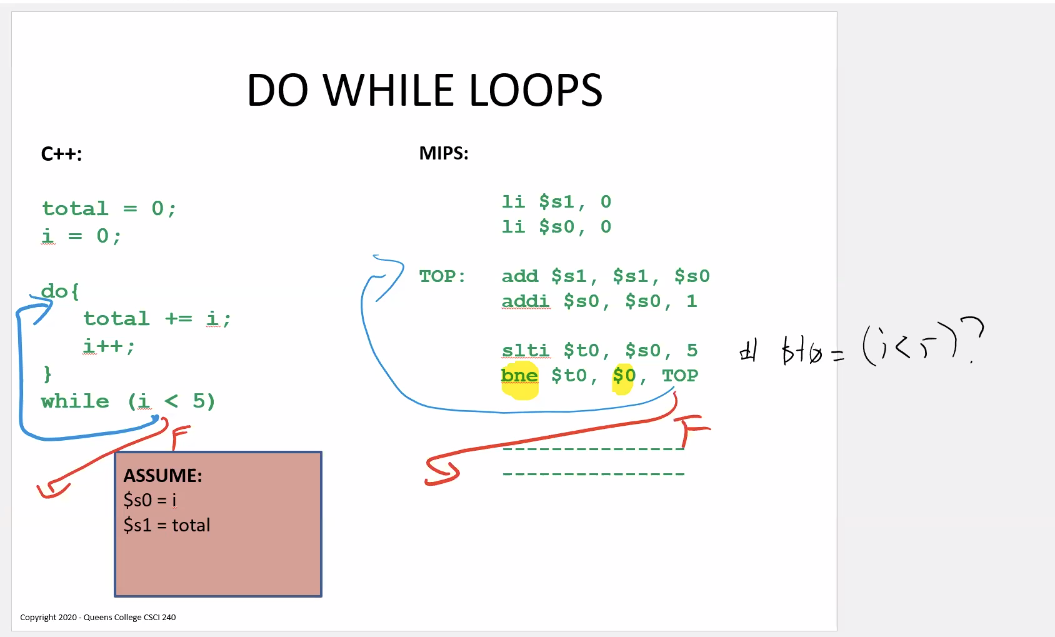 DO WHILE LOOPS
C++:
total = 0;
i = 0;
do{
total += i;
i++;
}
while (i < 5)
F
ASSUME:
$s0 = i
$s1 = total
MIPS:
li $s1, 0
li $s0, 0
TOP: add $s1, $s1, $s0
addi $s0, $s0, 1
slti $t0, $s0, 5
bne $t0, $0, TOP
F
---------------
---------------
$t0 = (i<5)?
Copyright 2020 - Queens College CSCI 240